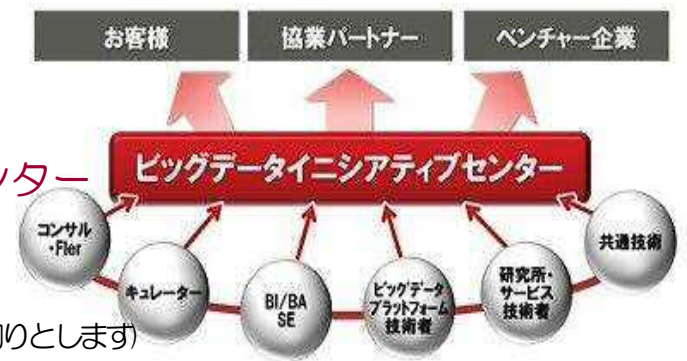 お客様
協業パートナー
ベンチャー企業
ビッグデータイニシアティブセンター
ンター
コンサル
・FIer
キュレーター
BI/BA
SE
ビッグデータ
プラットフォーム
技術者
研究所・
サービス
技術者
共通技術
切りとします)